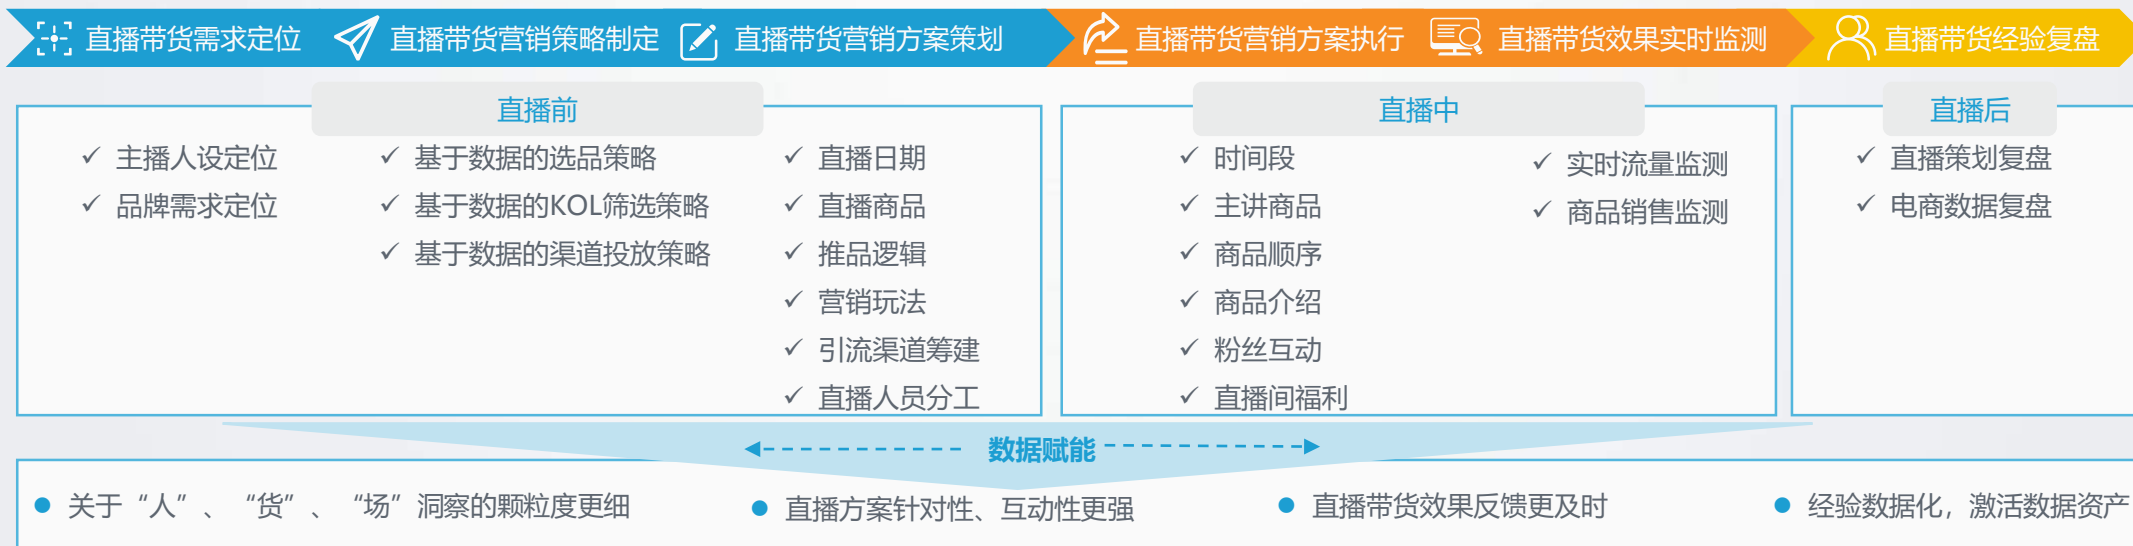 直播带货需求定位
直播带货营销策略制定
直播带货营销方案策划
直播带货营销方案执行
直播带货效果实时监测
直播带货经验复盘
直播前
主播人设定位
品牌需求定位
基于数据的选品策略
基于数据的KOL筛选策略
基于数据的渠道投放策略
直播日期
直播商品
推品逻辑
营销玩法
引流渠道筹建
直播人员分工
直播中
时间段
主讲商品
商品顺序
商品介绍
粉丝互动
直播间福利
实时流量监测
商品销售监测
直播后
直播策划复盘
电商数据复盘
数据赋能
关于“人”、“货”、“场”洞察的颗粒度更细
直播方案针对性、互动性更强
直播带货效果反馈更及时
经验数据化，激活数据资产